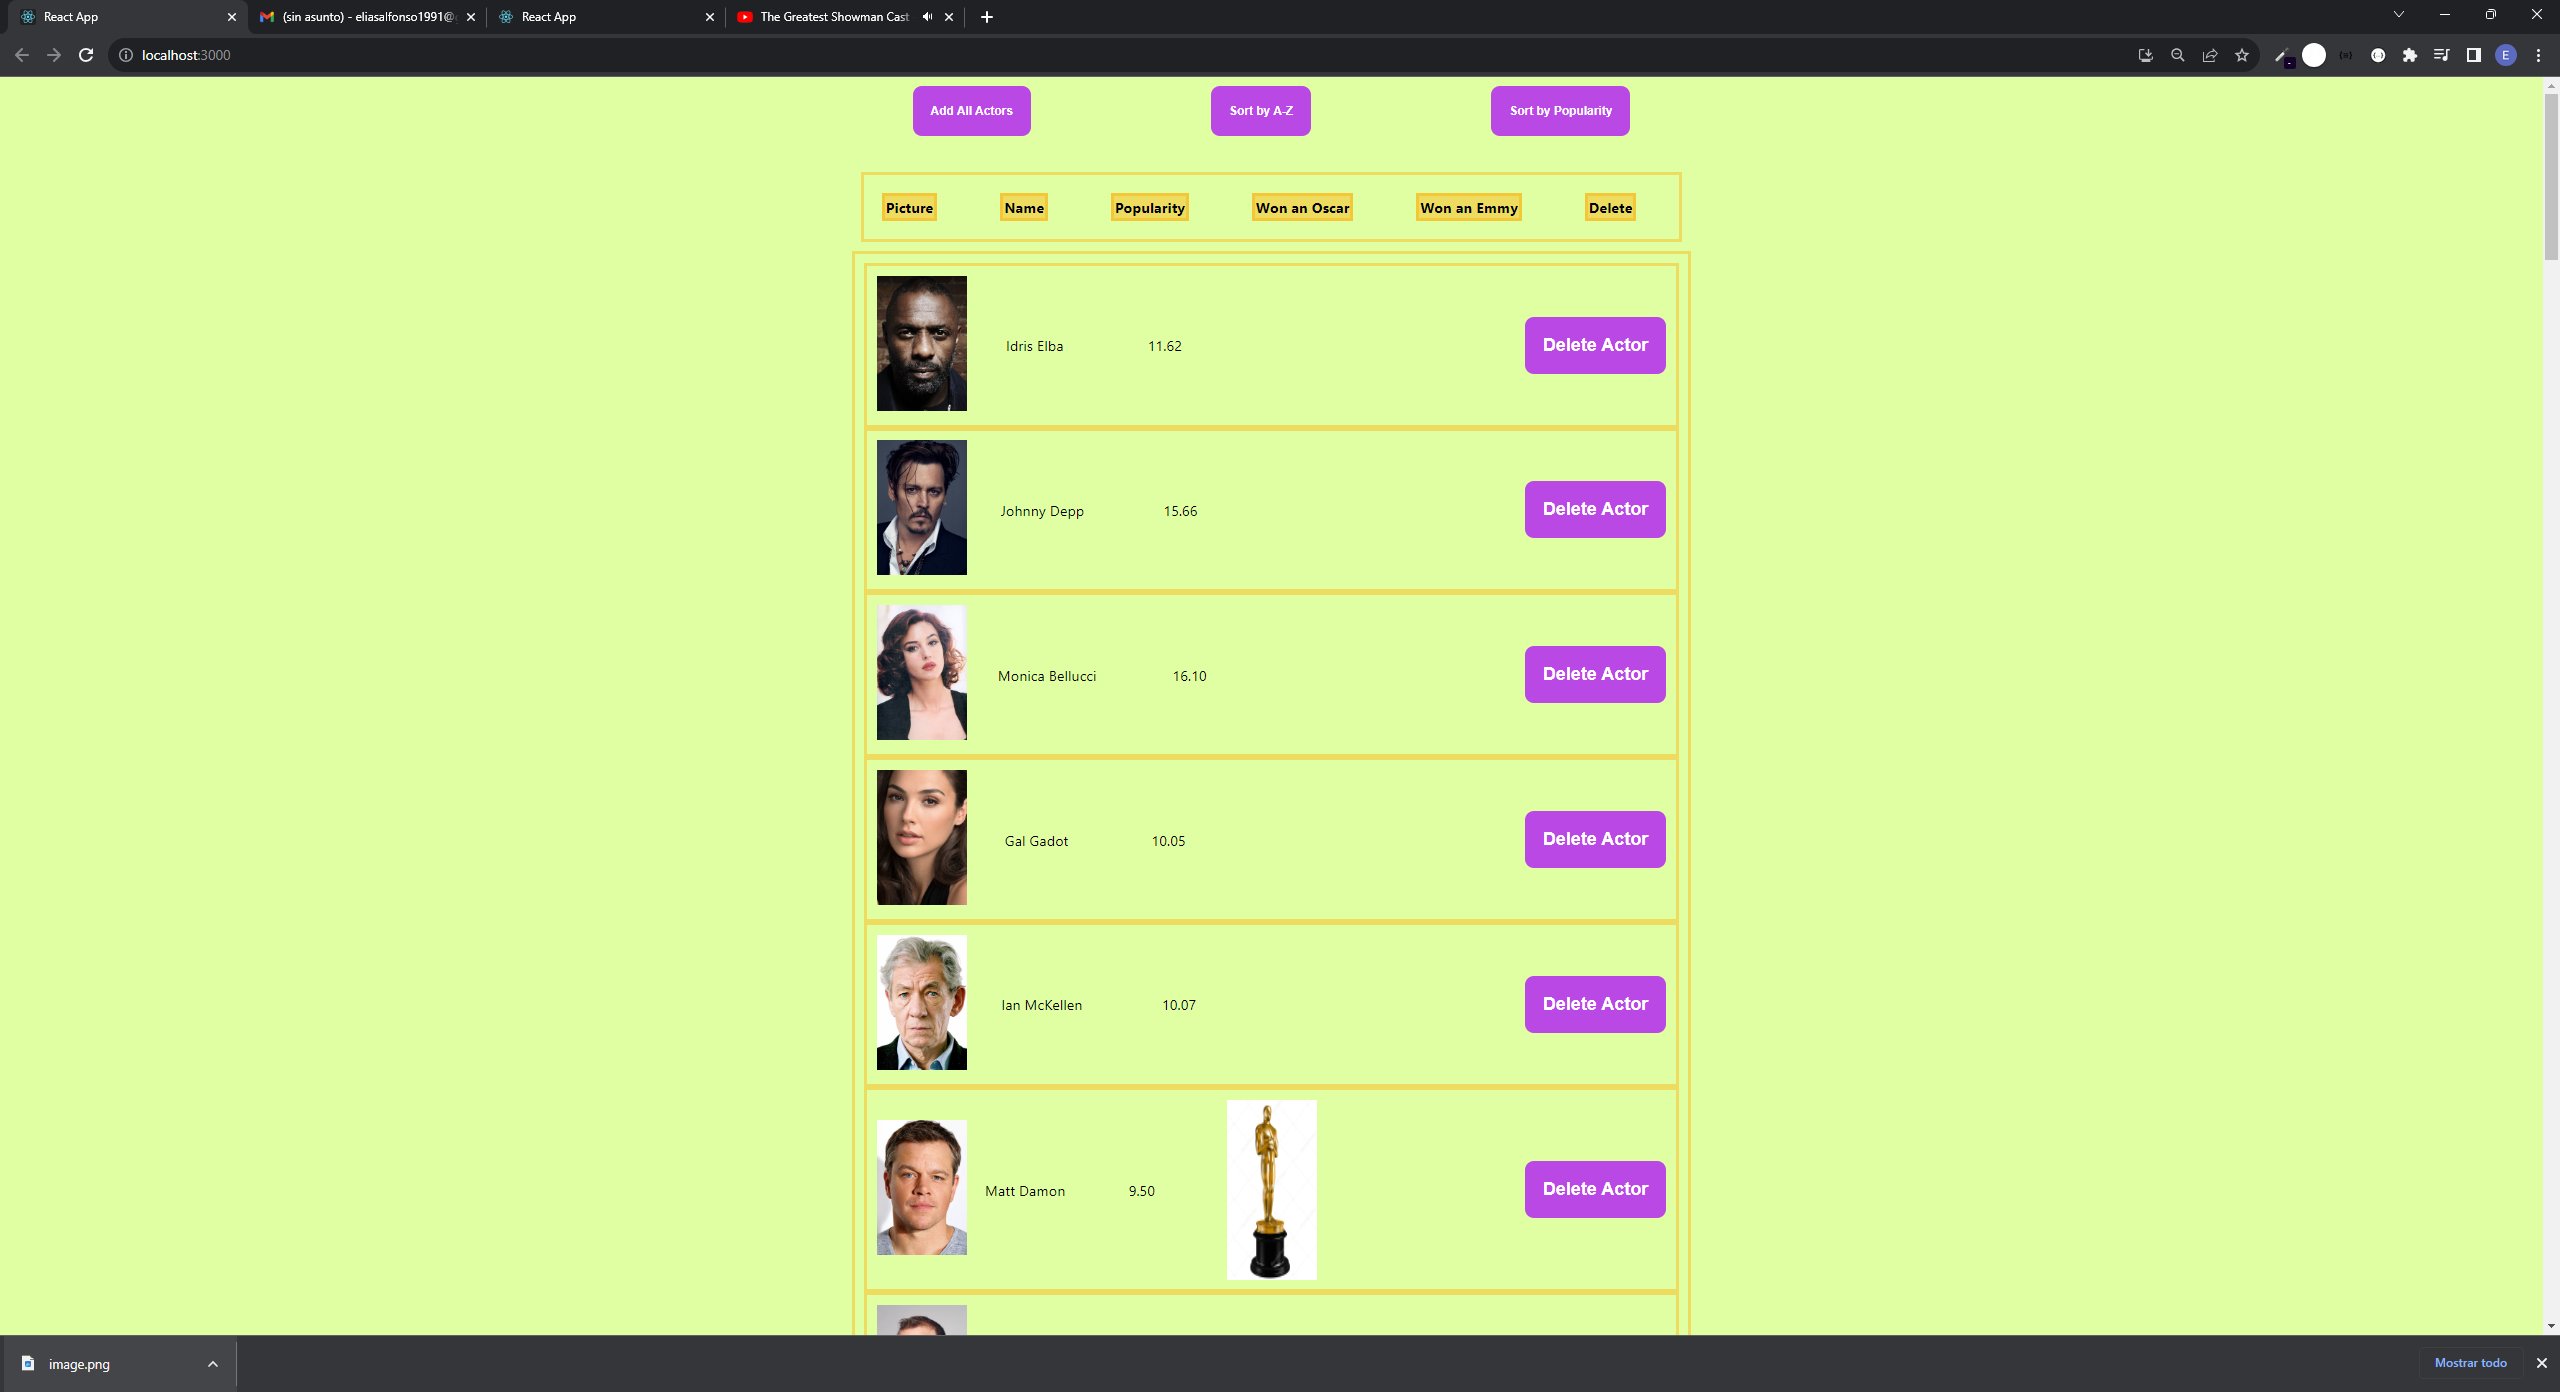 React App
(sin asunto) - eliasalfonso1991@
React App
The Greatest Showman Cast
localhost:3000
E
Add All Actors
Sort by A-Z
Sort by Popularity
Picture
Name
Popularity
Won an Oscar
Won an Emmy
Delete
Idris Elba
11.62
Delete Actor
Johnny Depp
15.66
Delete Actor
Monica Bellucci
16.10
Delete Actor
Gal Gadot
10.05
Delete Actor
Ian McKellen
10.07
Delete Actor
Matt Damon
9.50
Delete Actor
image.png
Mostrar todo